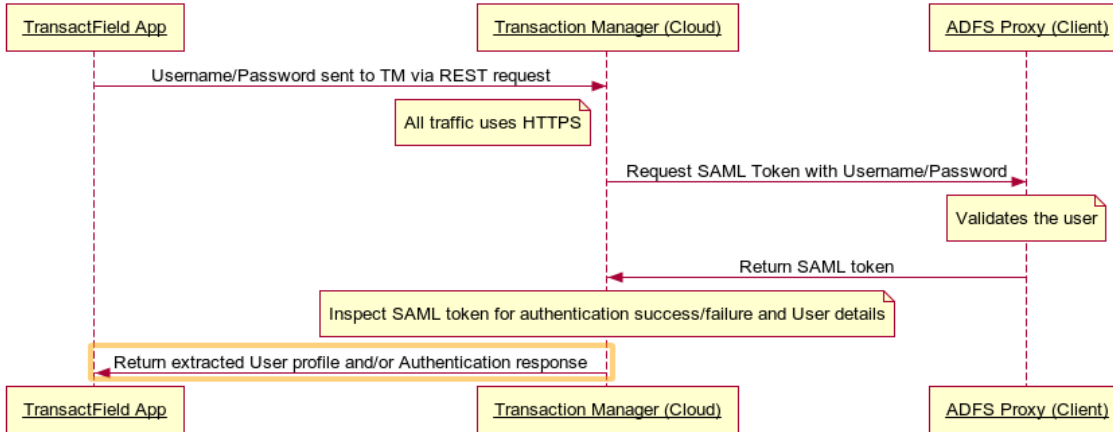 TransactField App
Transaction Manager (Cloud)
ADFS Proxy (Client)
Username/Password sent to TM via REST request
All traffic uses HTTPS
Request SAML Token with Username/Password
Validates the user
Return SAML token
Inspect SAML token for authentication success/failure and User details
Return extracted User profile and/or Authentication response
TransactField App
Transaction Manager (Cloud)
ADFS Proxy (Client)